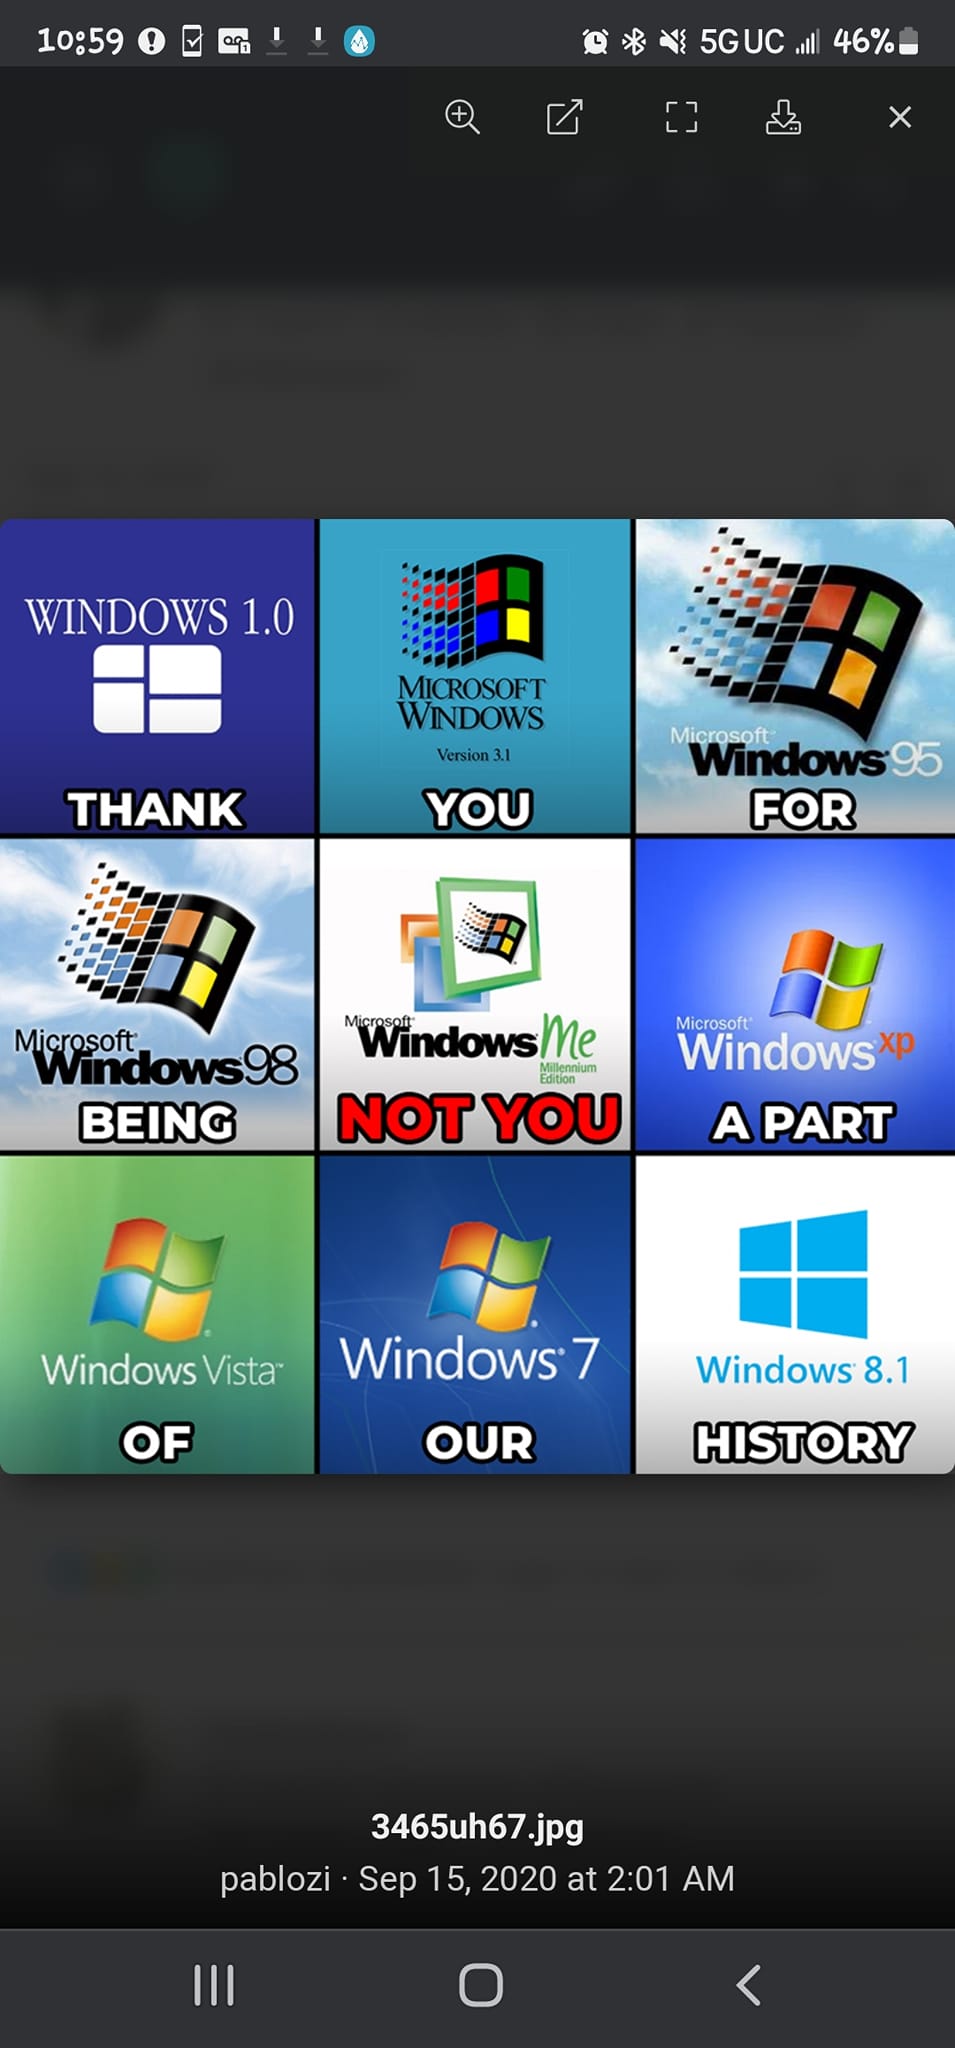 10:59
5G UC
46%
WINDOWS 1.0
THANK
MICROSOFT
WINDOWS
Version 3.1
YOU
Microsoft®
Windows 95
FOR
Microsoft®
Windows 98
BEING
Microsoft®
Windows Me
Millennium
Edition
NOT YOU
Microsoft®
Windows xp
A PART
Windows Vista™
OF
Windows® 7
OUR
Windows® 8.1
HISTORY
3465uh67.jpg
pablozi · Sep 15, 2020 at 2:01 AM